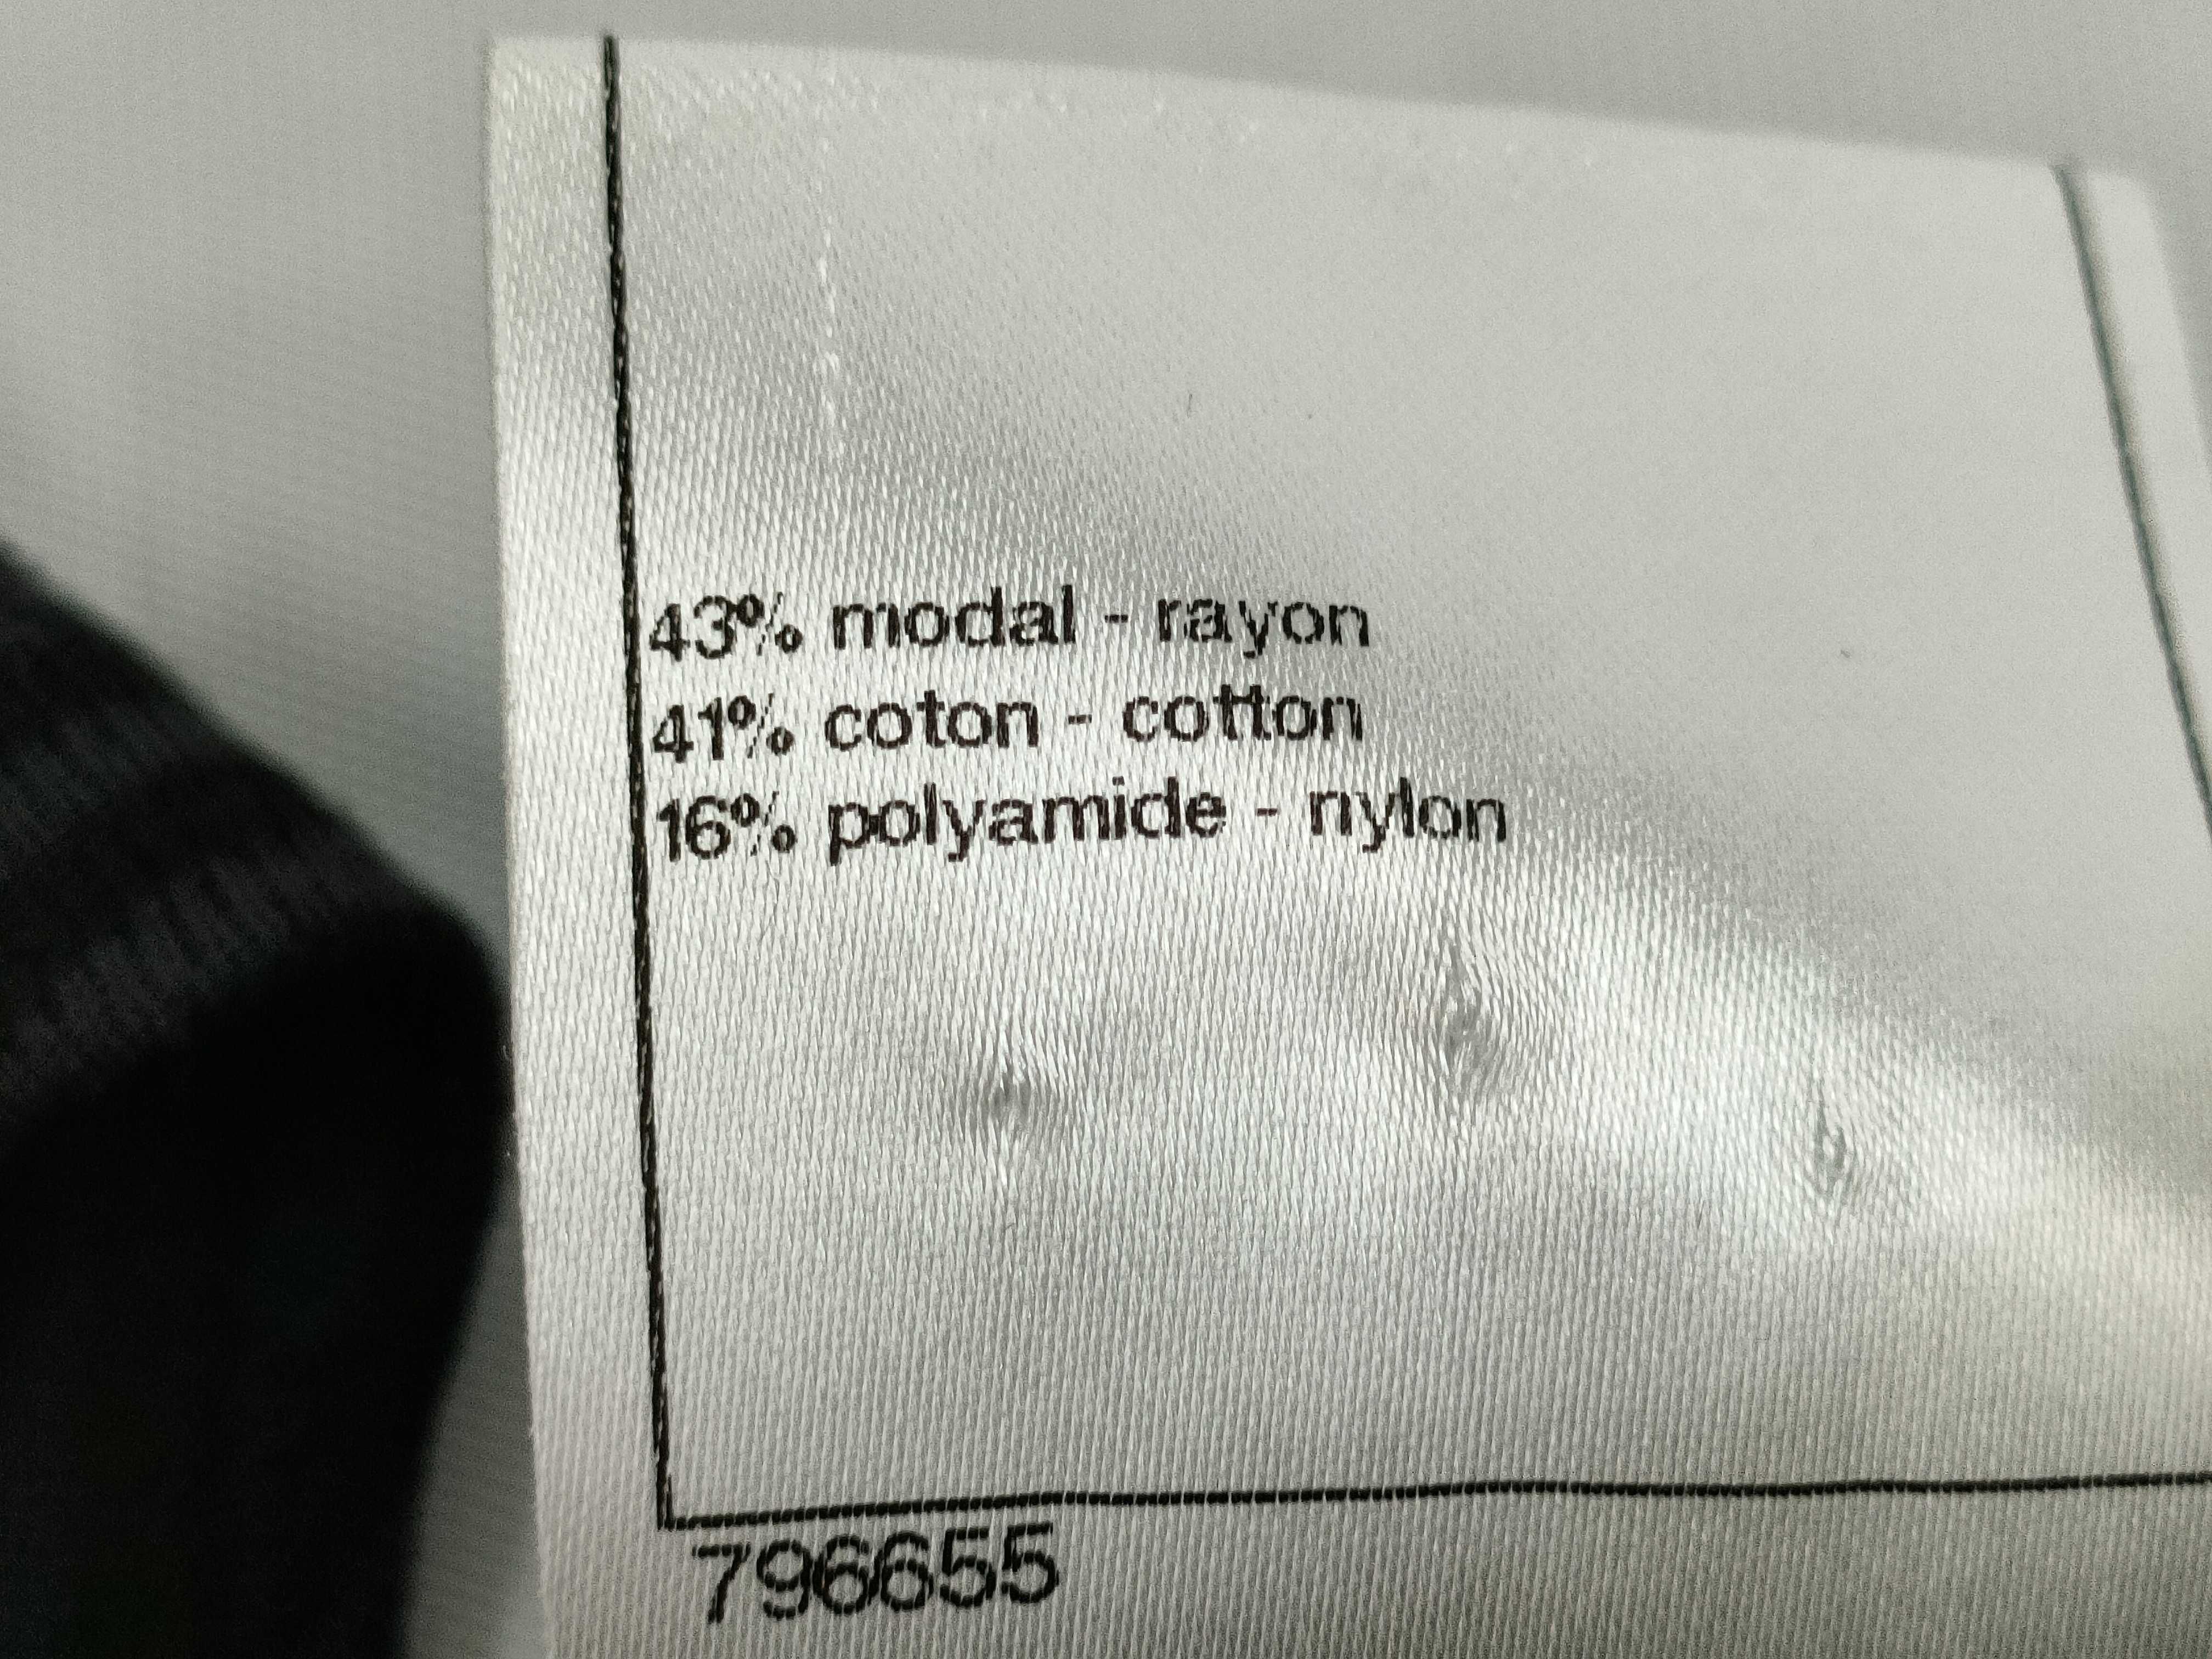 43% modal - rayon
41% coton - cotton
16% polyamide - nylon
796655